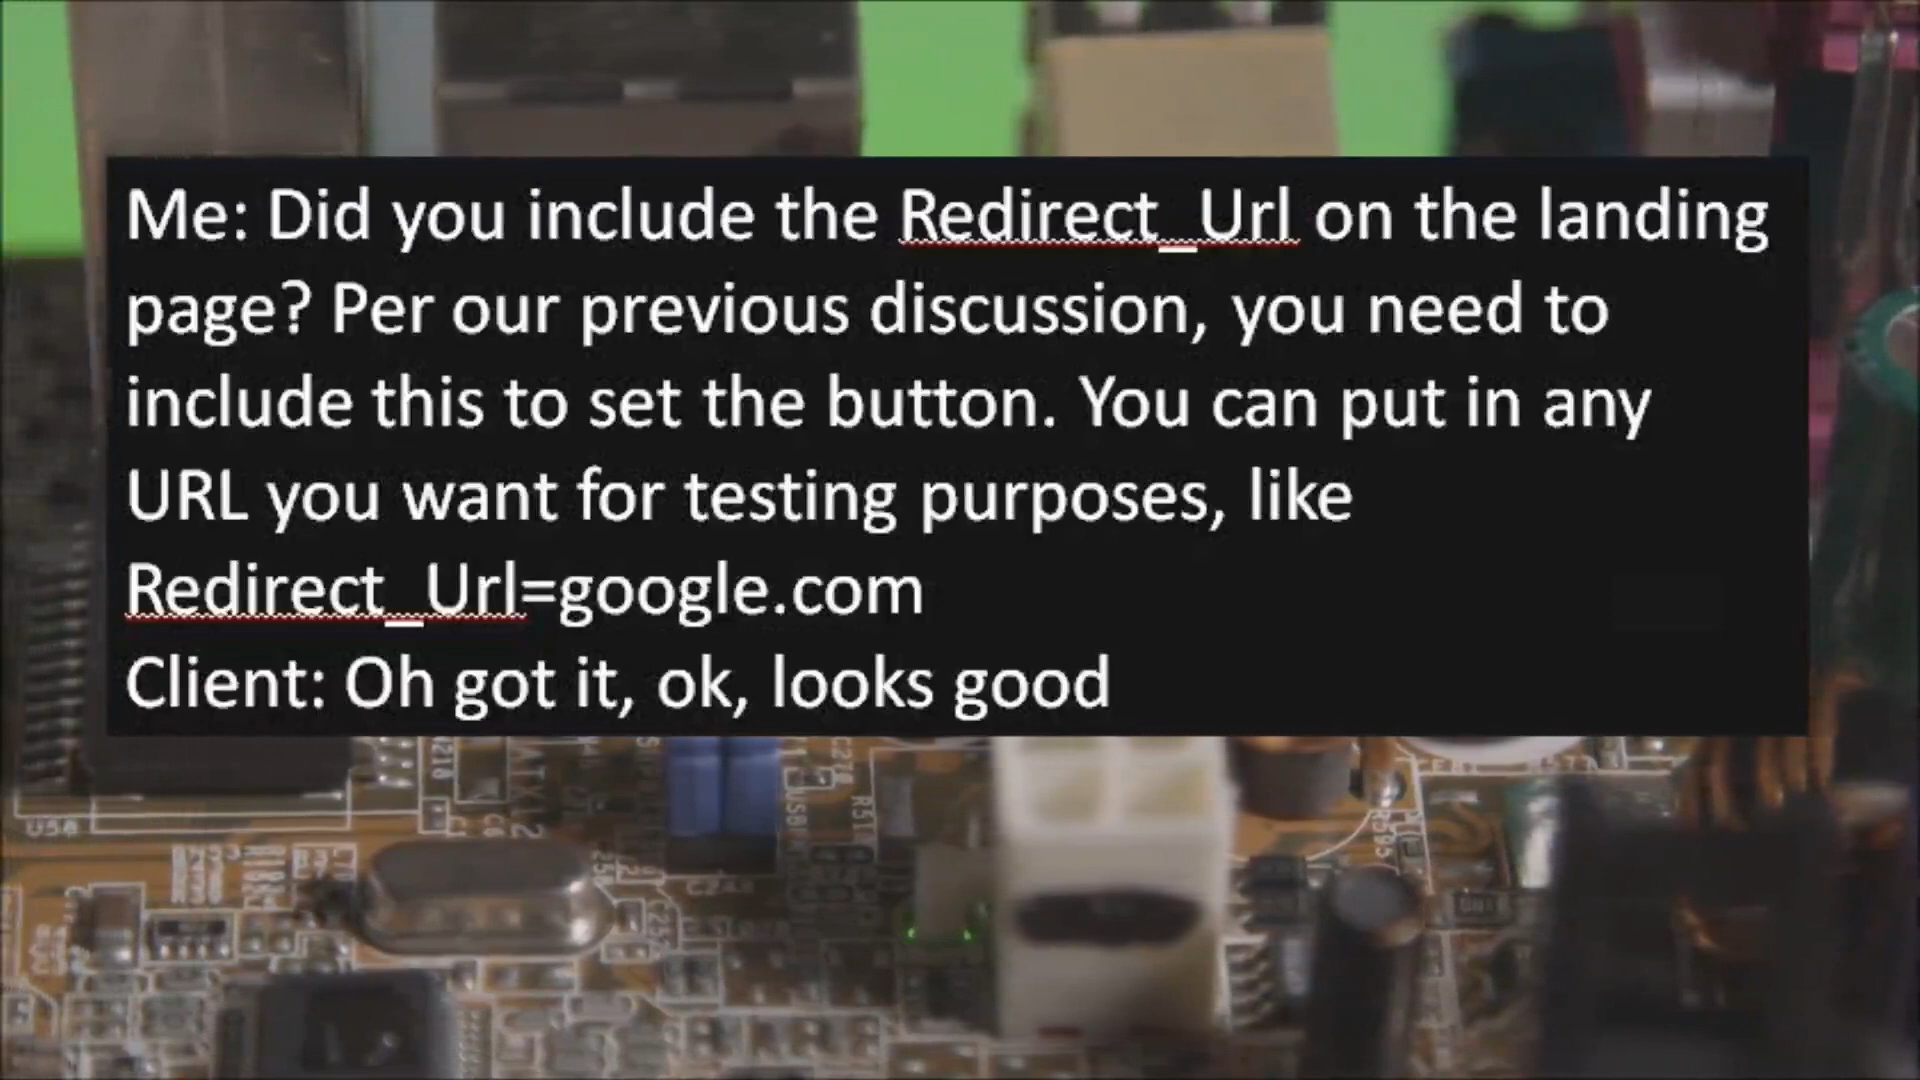 Me: Did you include the Redirect_Url on the landing
page? Per our previous discussion, you need to
include this to set the button. You can put in any
URL you want for testing purposes, like
Redirect_Url=google.com
Client: Oh got it, ok, looks good